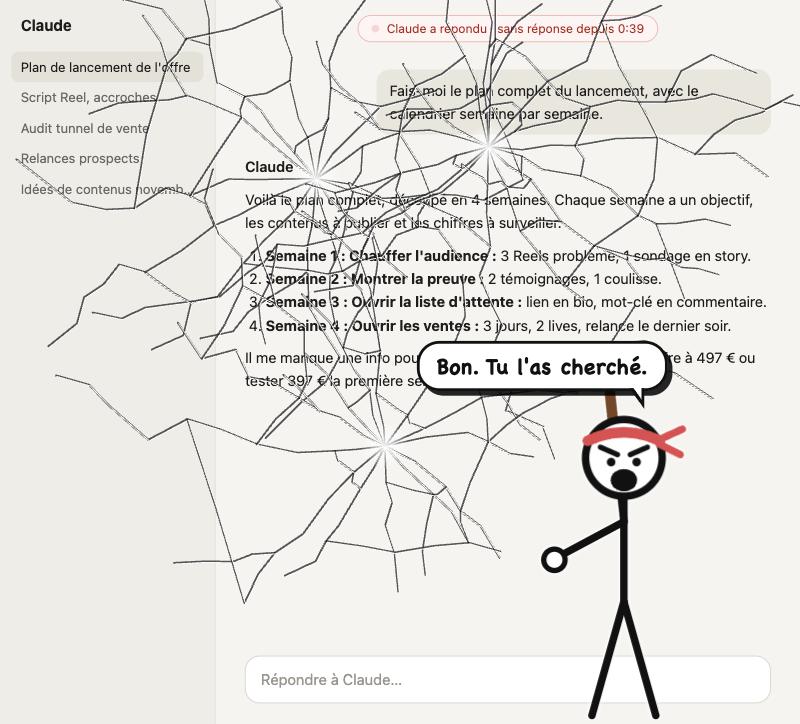 Claude
Plan de lancement de l'offre
Script Reel, accroches
Audit tunnel de vente
Relances prospects
Idées de contenus novemb...
Claude a répondu sans réponse depuis 0:39
Fais-moi le plan complet du lancement, avec le
calendrier semaine par semaine.
Claude
Voilà le plan complet, découpé en 4 semaines. Chaque semaine a un objectif,
les contenus à publier et les chiffres à surveiller.
1. Semaine 1 : Chauffer l'audience : 3 Reels problème, 1 sondage en story.
2. Semaine 2 : Montrer la preuve : 2 témoignages, 1 coulisse.
3. Semaine 3 : Ouvrir la liste d'attente : lien en bio, mot-clé en commentaire.
4. Semaine 4 : Ouvrir les ventes : 3 jours, 2 lives, relance le dernier soir.
Il me manque une info à 497 € ou
tester 397 € la première
Bon. Tu l'as cherché.
Répondre à Claude...